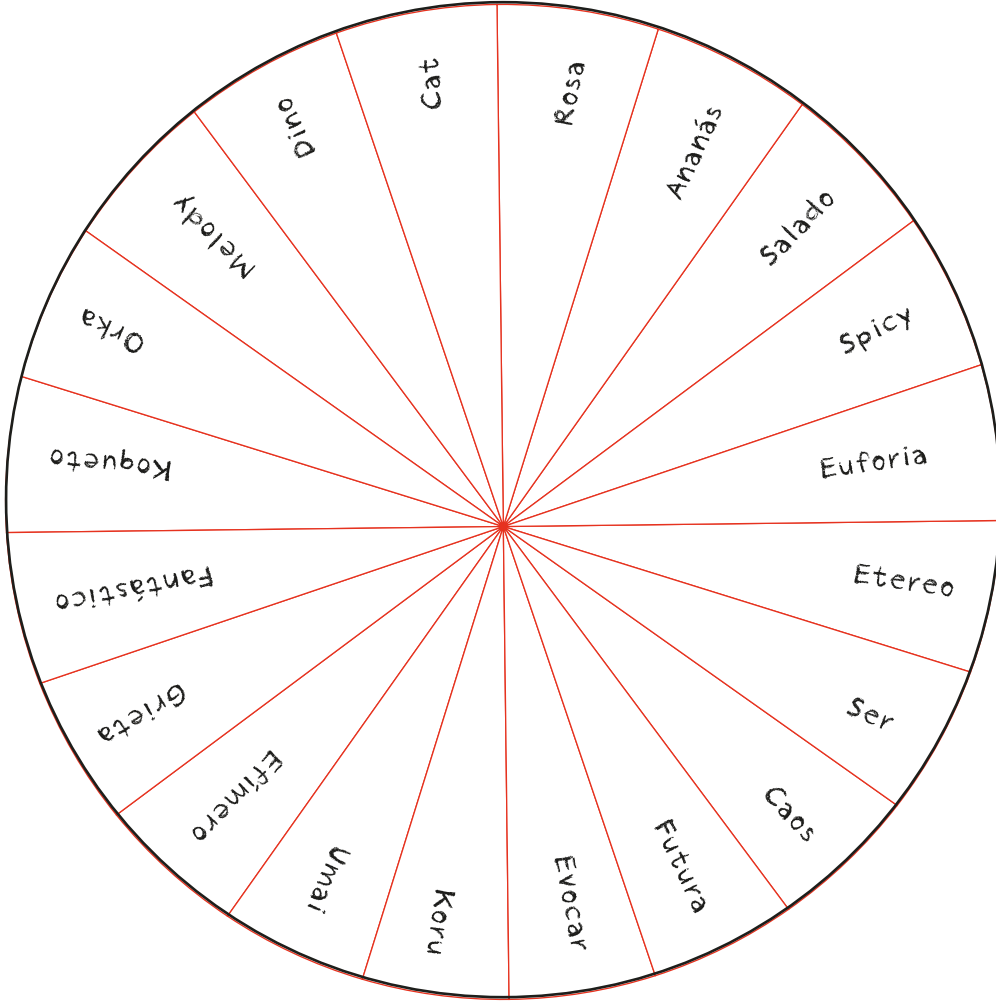 Rosa
Ananás
Salado
Spicy
Euforia
Etereo
Ser
Caos
Futura
Evocar
Koru
Umai
Efímero
Grieta
Fantástico
Koqueto
Orka
Melody
Dino
Cat